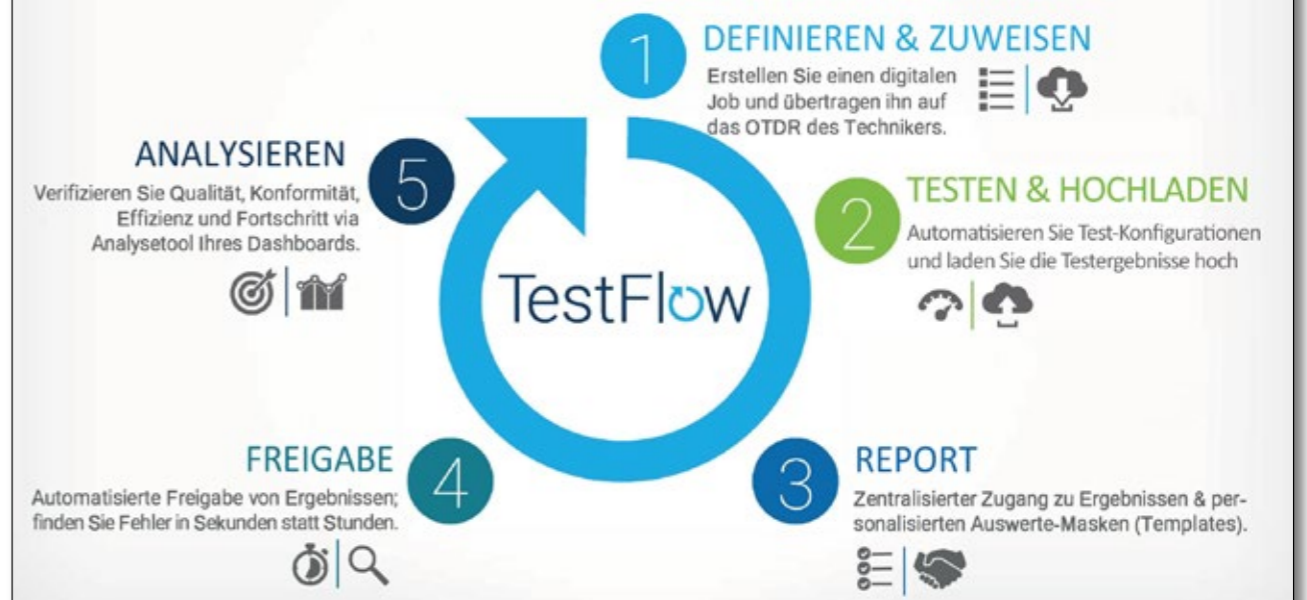 1
DEFINIEREN & ZUWEISEN
Erstellen Sie einen digitalen
Job und übertragen ihn auf
das OTDR des Technikers.
2
TESTEN & HOCHLADEN
Automatisieren Sie Test-Konfigurationen
und laden Sie die Testergebnisse hoch
3
REPORT
Zentralisierter Zugang zu Ergebnissen & per-
sonalisierten Auswerte-Masken (Templates).
4
FREIGABE
Automatisierte Freigabe von Ergebnissen;
finden Sie Fehler in Sekunden statt Stunden.
5
ANALYSIEREN
Verifizieren Sie Qualität, Konformität,
Effizienz und Fortschritt via
Analysetool Ihres Dashboards.
TestFlow